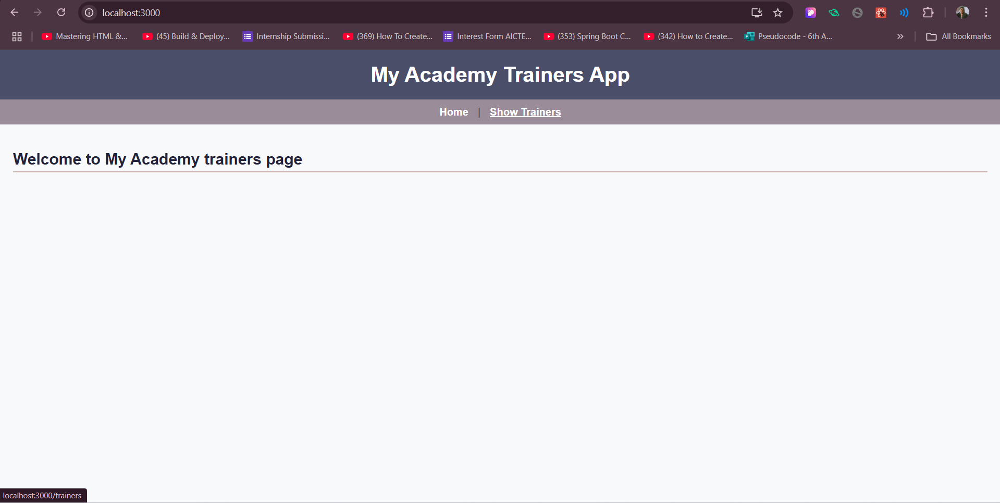 localhost:3000
Mastering HTML &... (45) Build & Deploy... Internship Submissi... (369) How To Create... Interest Form AICTE... (353) Spring Boot C... (342) How to Create... Pseudocode - 6th A... All Bookmarks
My Academy Trainers App
Home | Show Trainers
Welcome to My Academy trainers page
localhost:3000/trainers